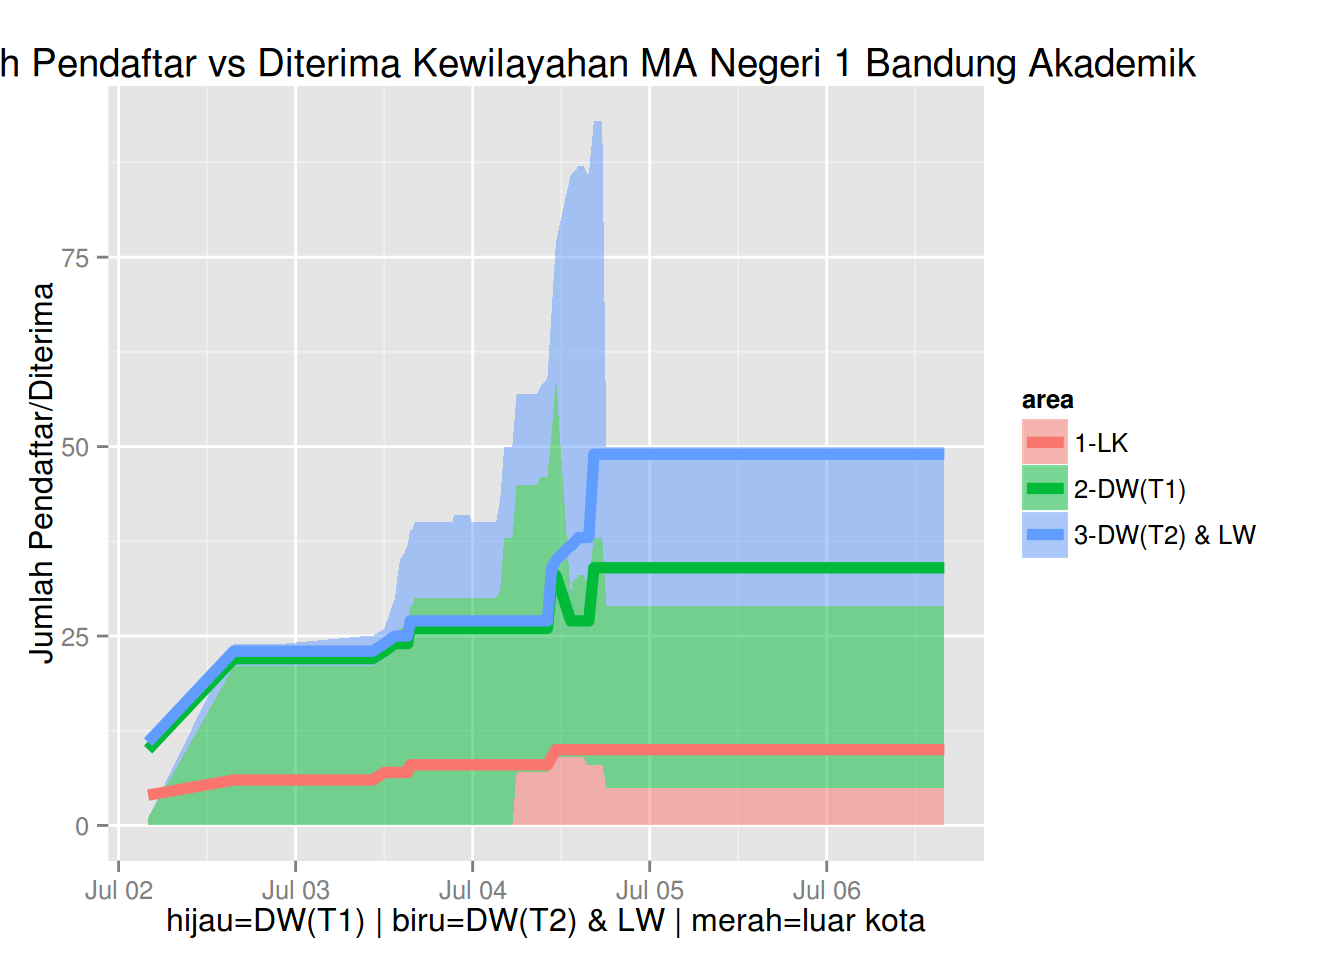 h Pendaftar vs Diterima Kewilayahan MA Negeri 1 Bandung Akademik
Jumlah Pendaftar/Diterima
75
50
25
0
Jul 02
Jul 03
Jul 04
Jul 05
Jul 06
hijau=DW(T1) | biru=DW(T2) & LW | merah=luar kota
area
1-LK
2-DW(T1)
3-DW(T2) & LW